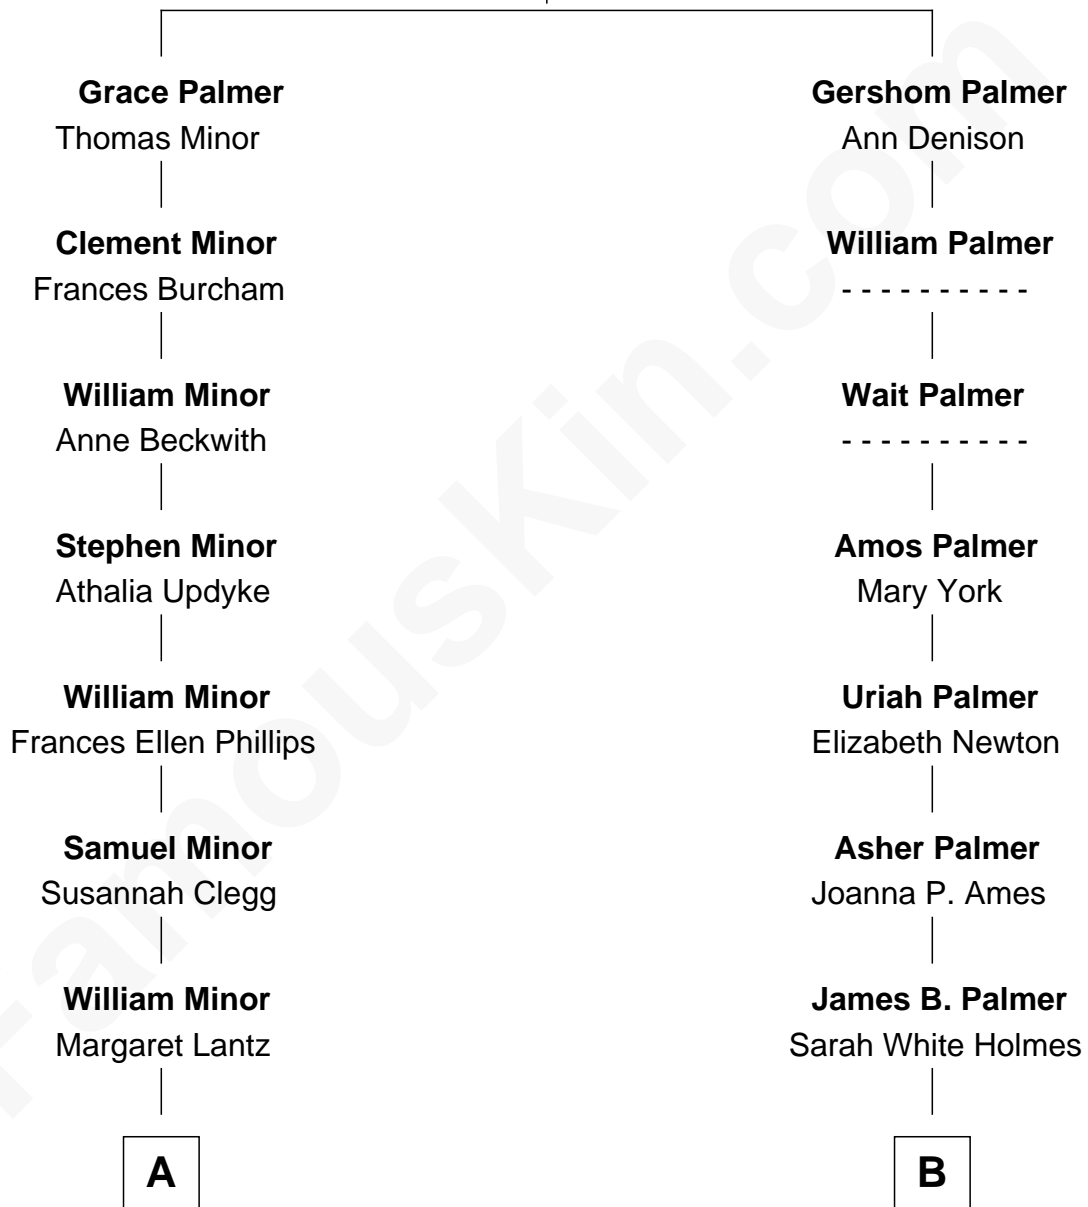 Grace Palmer
Thomas Minor
Clement Minor
Frances Burcham
William Minor
Anne Beckwith
Stephen Minor
Athalia Updyke
William Minor
Frances Ellen Phillips
Samuel Minor
Susannah Clegg
William Minor
Margaret Lantz
A
Gershom Palmer
Ann Denison
William Palmer
- - - - - - - - - -
Wait Palmer
- - - - - - - - - -
Amos Palmer
Mary York
Uriah Palmer
Elizabeth Newton
Asher Palmer
Joanna P. Ames
James B. Palmer
Sarah White Holmes
B
FamousKin.com